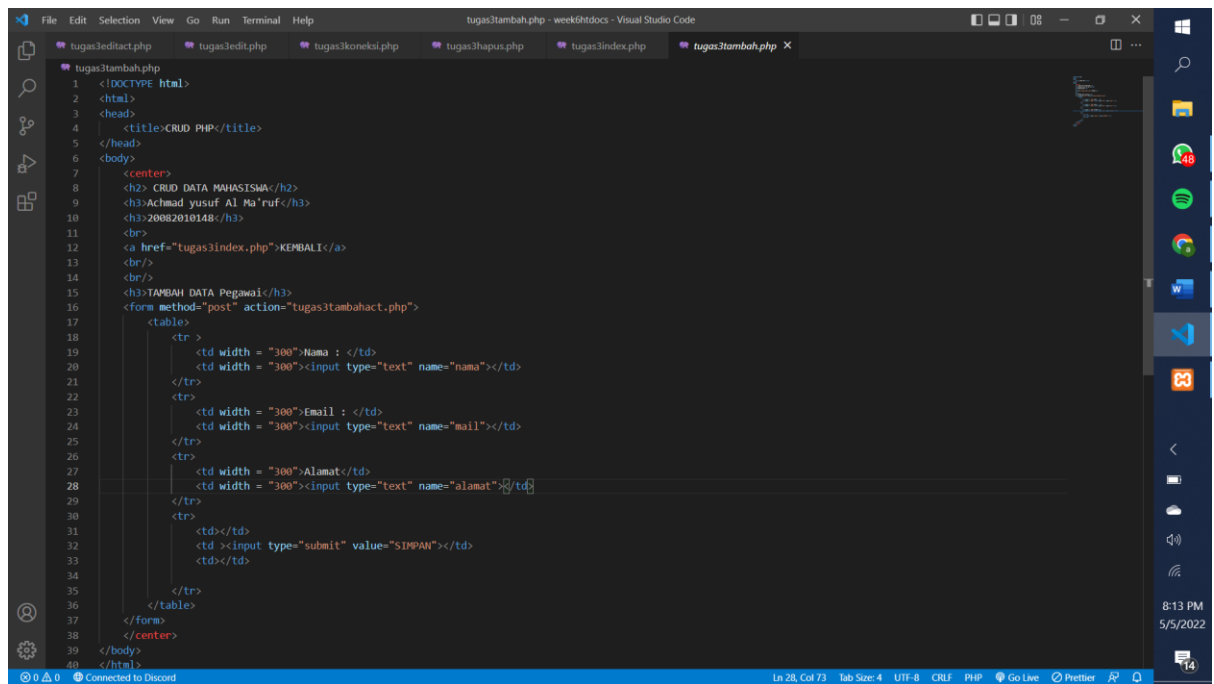 File Edit Selection View Go Run Terminal Help tugas3tambah.php - week6htdocs - Visual Studio Code
tugas3editact.php tugas3edit.php tugas3koneksi.php tugas3hapus.php tugas3index.php tugas3tambah.php
tugas3tambah.php
1 <!DOCTYPE html>
2 <html>
3 <head>
4 <title>CRUD PHP</title>
5 </head>
6 <body>
7 <center>
8 <h2> CRUD DATA MAHASISWA</h2>
9 <h3>Achmad yusuf Al Ma'ruf</h3>
10 <h3>20082010148</h3>
11 <br>
12 <a href="tugas3index.php">KEMBALI</a>
13 <br/>
14 <br/>
15 <h3>TAMBAH DATA Pegawai</h3>
16 <form method="post" action="tugas3tambahact.php">
17 <table>
18 <tr >
19 <td width = "300">Nama : </td>
20 <td width = "300"><input type="text" name="nama"></td>
21 </tr>
22 <tr>
23 <td width = "300">Email : </td>
24 <td width = "300"><input type="text" name="mail"></td>
25 </tr>
26 <tr>
27 <td width = "300">Alamat</td>
28 <td width = "300"><input type="text" name="alamat"></td>
29 </tr>
30 <tr>
31 <td></td>
32 <td ><input type="submit" value="SIMPAN"></td>
33 <td></td>
34
35 </tr>
36 </table>
37 </form>
38 </center>
39 </body>
40 </html>
0 0 Connected to Discord Ln 28, Col 73 Tab Size: 4 UTF-8 CRLF PHP Go Live Prettier
48
W
8:13 PM
5/5/2022
14